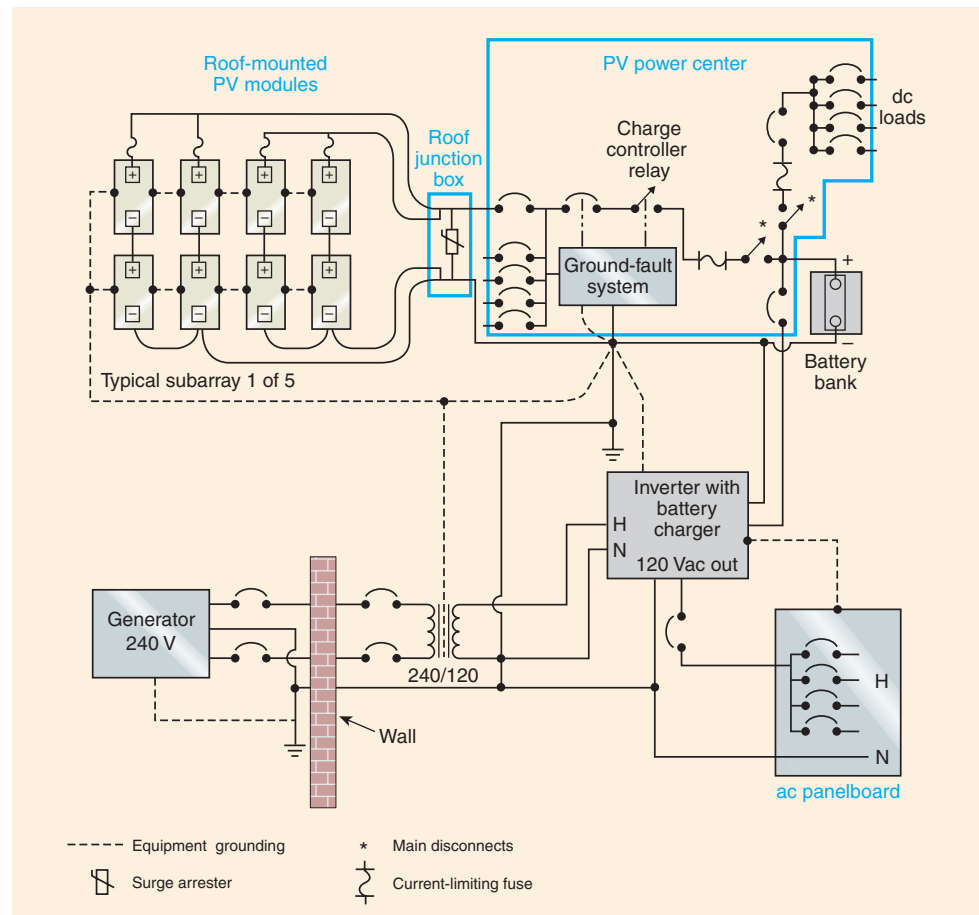 Roof-mounted
PV modules
PV power center
dc
loads
Roof
junction
box
Charge
controller
relay
*
*
+ + + +
− − − −
+ + + +
− − − −
Ground-fault
system
+
−
Battery
bank
Typical subarray 1 of 5
Inverter with
battery
charger
H
N
120 Vac out
Generator
240 V
240/120
Wall
H
N
ac panelboard
Equipment grounding
* Main disconnects
Surge arrester
Current-limiting fuse